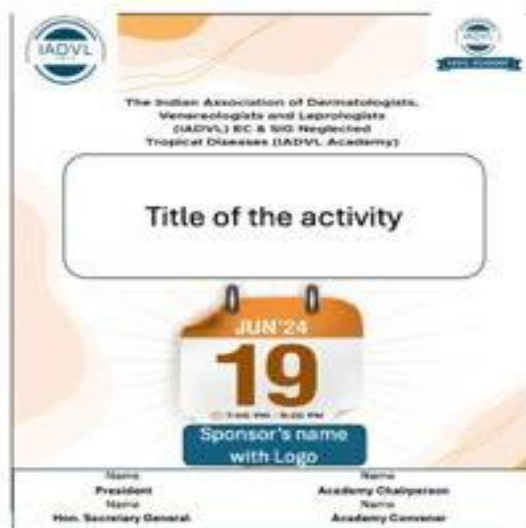 IADVL
The Indian Association of Dermatologists,
Venereologists and Leprologists
(IADVL) EC & SIG Neglected
Tropical Diseases (IADVL Academy)
Title of the activity
JUN'24
19
Sponsor's name
with Logo
Name Name
President Academy Chairperson
Name Name
Hon. Secretary General Academy Convener